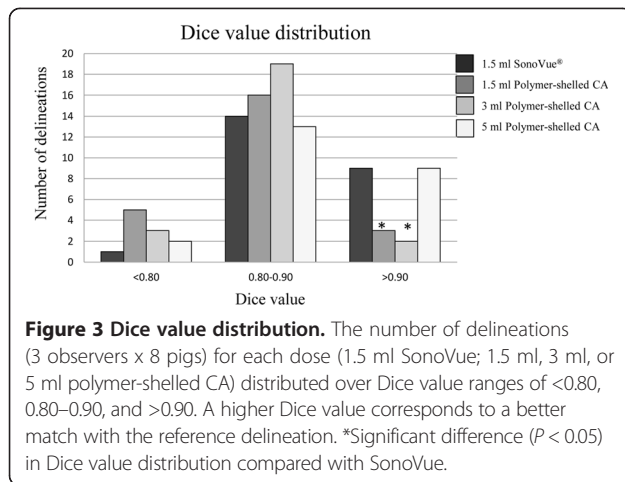 Dice value distribution
20
18
16
14
12
10
8
6
4
2
0
Number of delineations
* *
<0.80
0.80-0.90
>0.90
Dice value
1.5 ml SonoVue®
1.5 ml Polymer-shelled CA
3 ml Polymer-shelled CA
5 ml Polymer-shelled CA
Figure 3 Dice value distribution. The number of delineations
(3 observers x 8 pigs) for each dose (1.5 ml SonoVue; 1.5 ml, 3 ml, or
5 ml polymer-shelled CA) distributed over Dice value ranges of <0.80,
0.80–0.90, and >0.90. A higher Dice value corresponds to a better
match with the reference delineation. *Significant difference (P < 0.05)
in Dice value distribution compared with SonoVue.